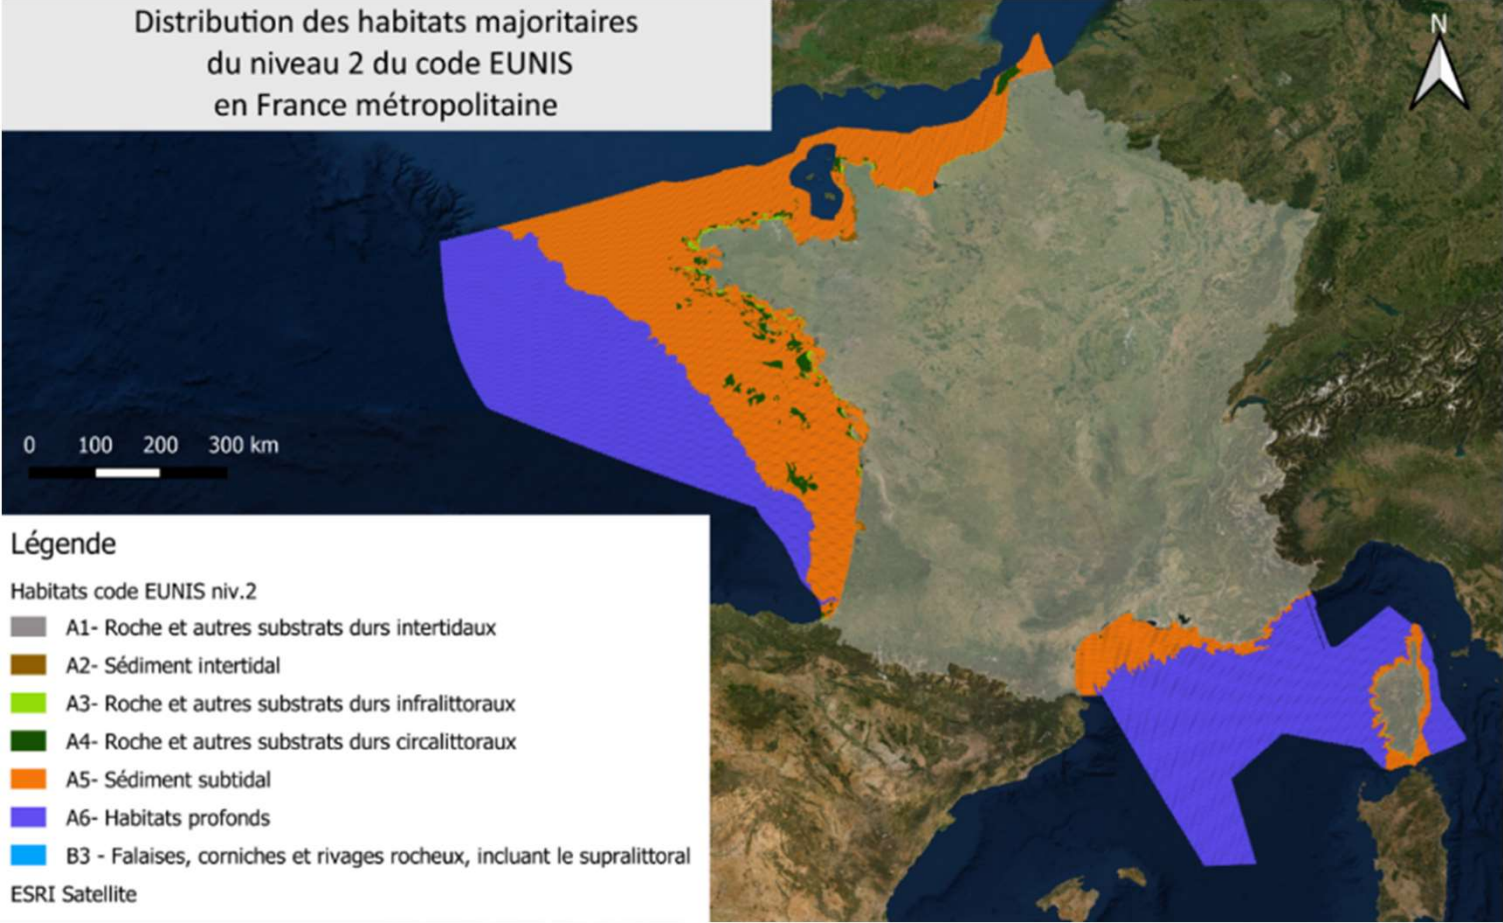 Distribution des habitats majoritaires
du niveau 2 du code EUNIS
en France métropolitaine
N
0 100 200 300 km
Légende
Habitats code EUNIS niv.2
A1- Roche et autres substrats durs intertidaux
A2- Sédiment intertidal
A3- Roche et autres substrats durs infralittoraux
A4- Roche et autres substrats durs circalittoraux
A5- Sédiment subtidal
A6- Habitats profonds
B3 - Falaises, corniches et rivages rocheux, incluant le supralittoral
ESRI Satellite